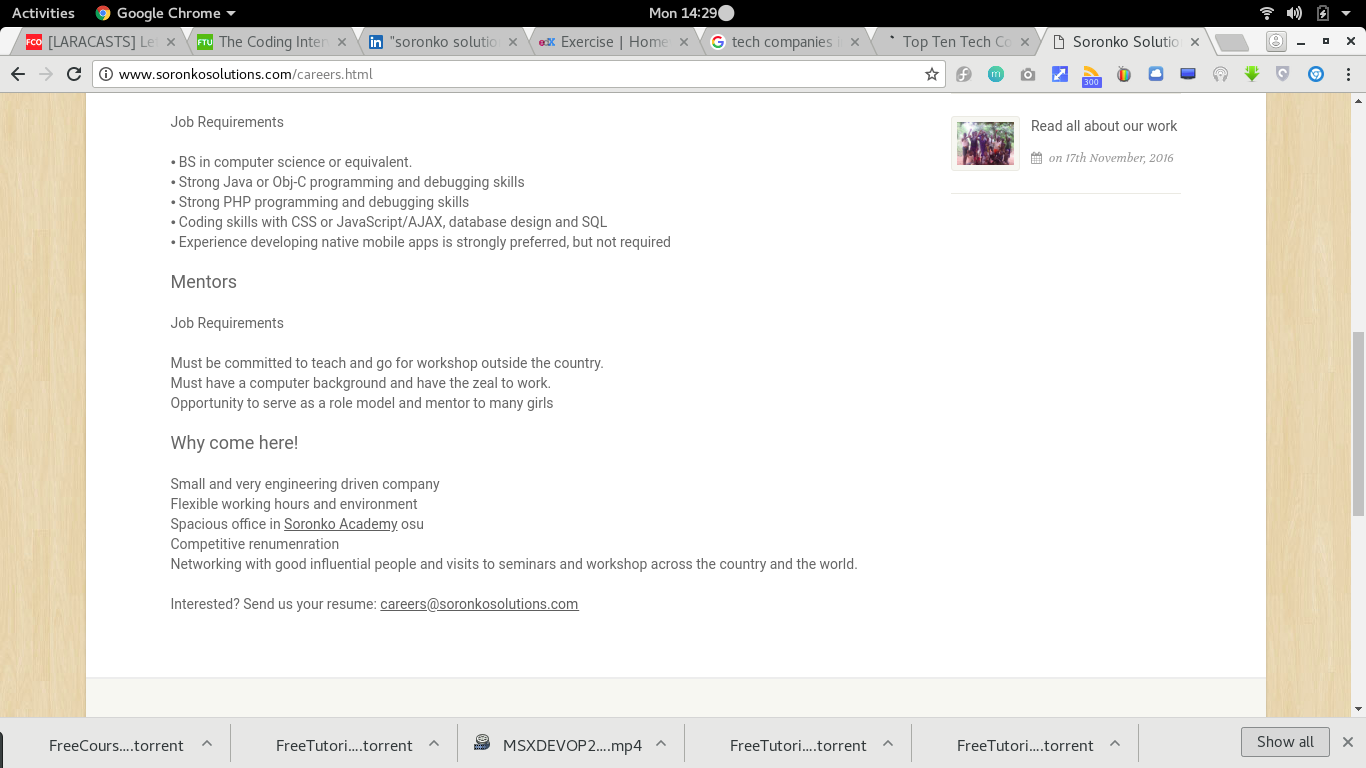 Activities Google Chrome Mon 14:29
[LARACASTS] Le The Coding Inter "soronko solutio Exercise | Home tech companies Top Ten Tech Co Soronko Solutio
www.soronkosolutions.com/careers.html
300
Job Requirements
• BS in computer science or equivalent.
• Strong Java or Obj-C programming and debugging skills
• Strong PHP programming and debugging skills
• Coding skills with CSS or JavaScript/AJAX, database design and SQL
• Experience developing native mobile apps is strongly preferred, but not required
Mentors
Job Requirements
Must be committed to teach and go for workshop outside the country.
Must have a computer background and have the zeal to work.
Opportunity to serve as a role model and mentor to many girls
Why come here!
Small and very engineering driven company
Flexible working hours and environment
Spacious office in Soronko Academy osu
Competitive renumenration
Networking with good influential people and visits to seminars and workshop across the country and the world.
Interested? Send us your resume: careers@soronkosolutions.com
Read all about our work
on 17th November, 2016
FreeCours....torrent FreeTutori....torrent MSXDEVOP2....mp4 FreeTutori....torrent FreeTutori....torrent Show all